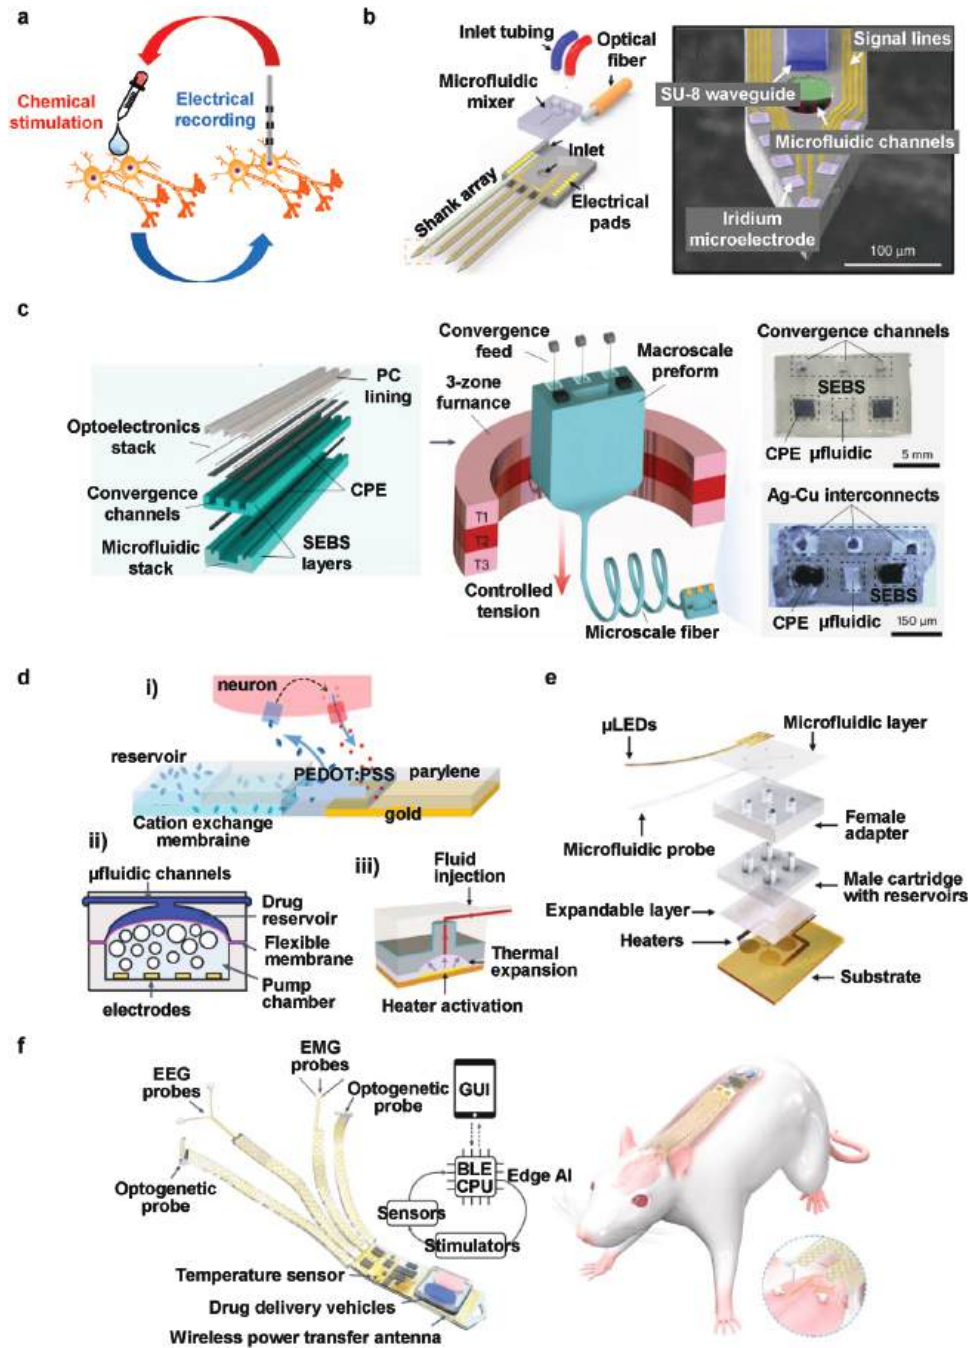 a
Chemical
stimulation
Electrical
recording
b
Inlet tubing
Optical
fiber
Microfluidic
mixer
Inlet
Shank array
Electrical
pads
Signal lines
SU-8 waveguide
Microfluidic channels
Iridium
microelectrode
100 µm
c
PC
lining
Optoelectronics
stack
CPE
Convergence
channels
Microfluidic
stack
SEBS
layers
Convergence
feed
Macroscale
preform
3-zone
furnance
T1
T2
T3
Controlled
tension
Microscale fiber
Convergence channels
SEBS
CPE µfluidic
5 mm
Ag-Cu interconnects
SEBS
CPE µfluidic
150 µm
d
i)
neuron
reservoir
PEDOT:PSS
parylene
Cation exchange
membraine
gold
ii)
µfluidic channels
Drug
reservoir
Flexible
membrane
Pump
chamber
electrodes
iii)
Fluid
injection
Thermal
expansion
Heater activation
e
µLEDs
Microfluidic layer
Microfluidic probe
Female
adapter
Male cartridge
with reservoirs
Expandable layer
Heaters
Substrate
f
EEG
probes
EMG
probes
Optogenetic
probe
Optogenetic
probe
GUI
BLE
CPU
Edge AI
Sensors
Stimulators
Temperature sensor
Drug delivery vehicles
Wireless power transfer antenna